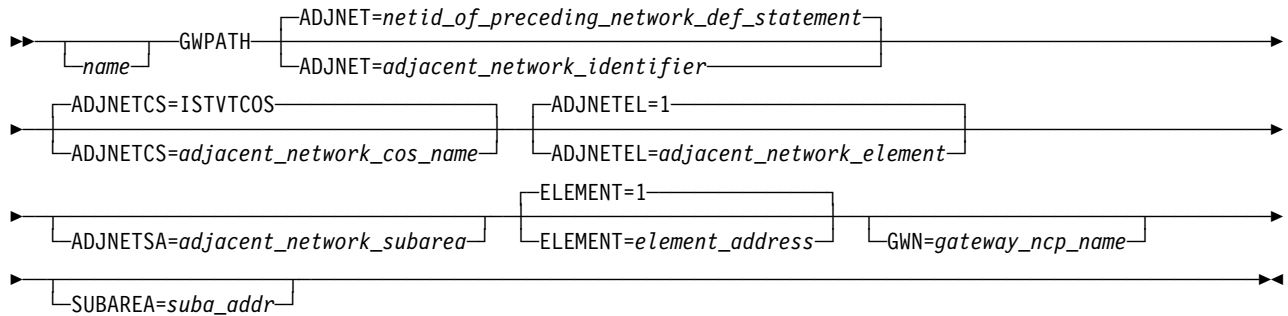 ADJNET=netid_of_preceding_network_def_statement
name GWPATH
ADJNET=adjacent_network_identifier
ADJNETCS=ISTVTCOS ADJNETEL=1
ADJNETCS=adjacent_network_cos_name ADJNETEL=adjacent_network_element
ELEMENT=1
ADJNETSA=adjacent_network_subarea ELEMENT=element_address GWN=gateway_ncp_name
SUBAREA=suba_addr